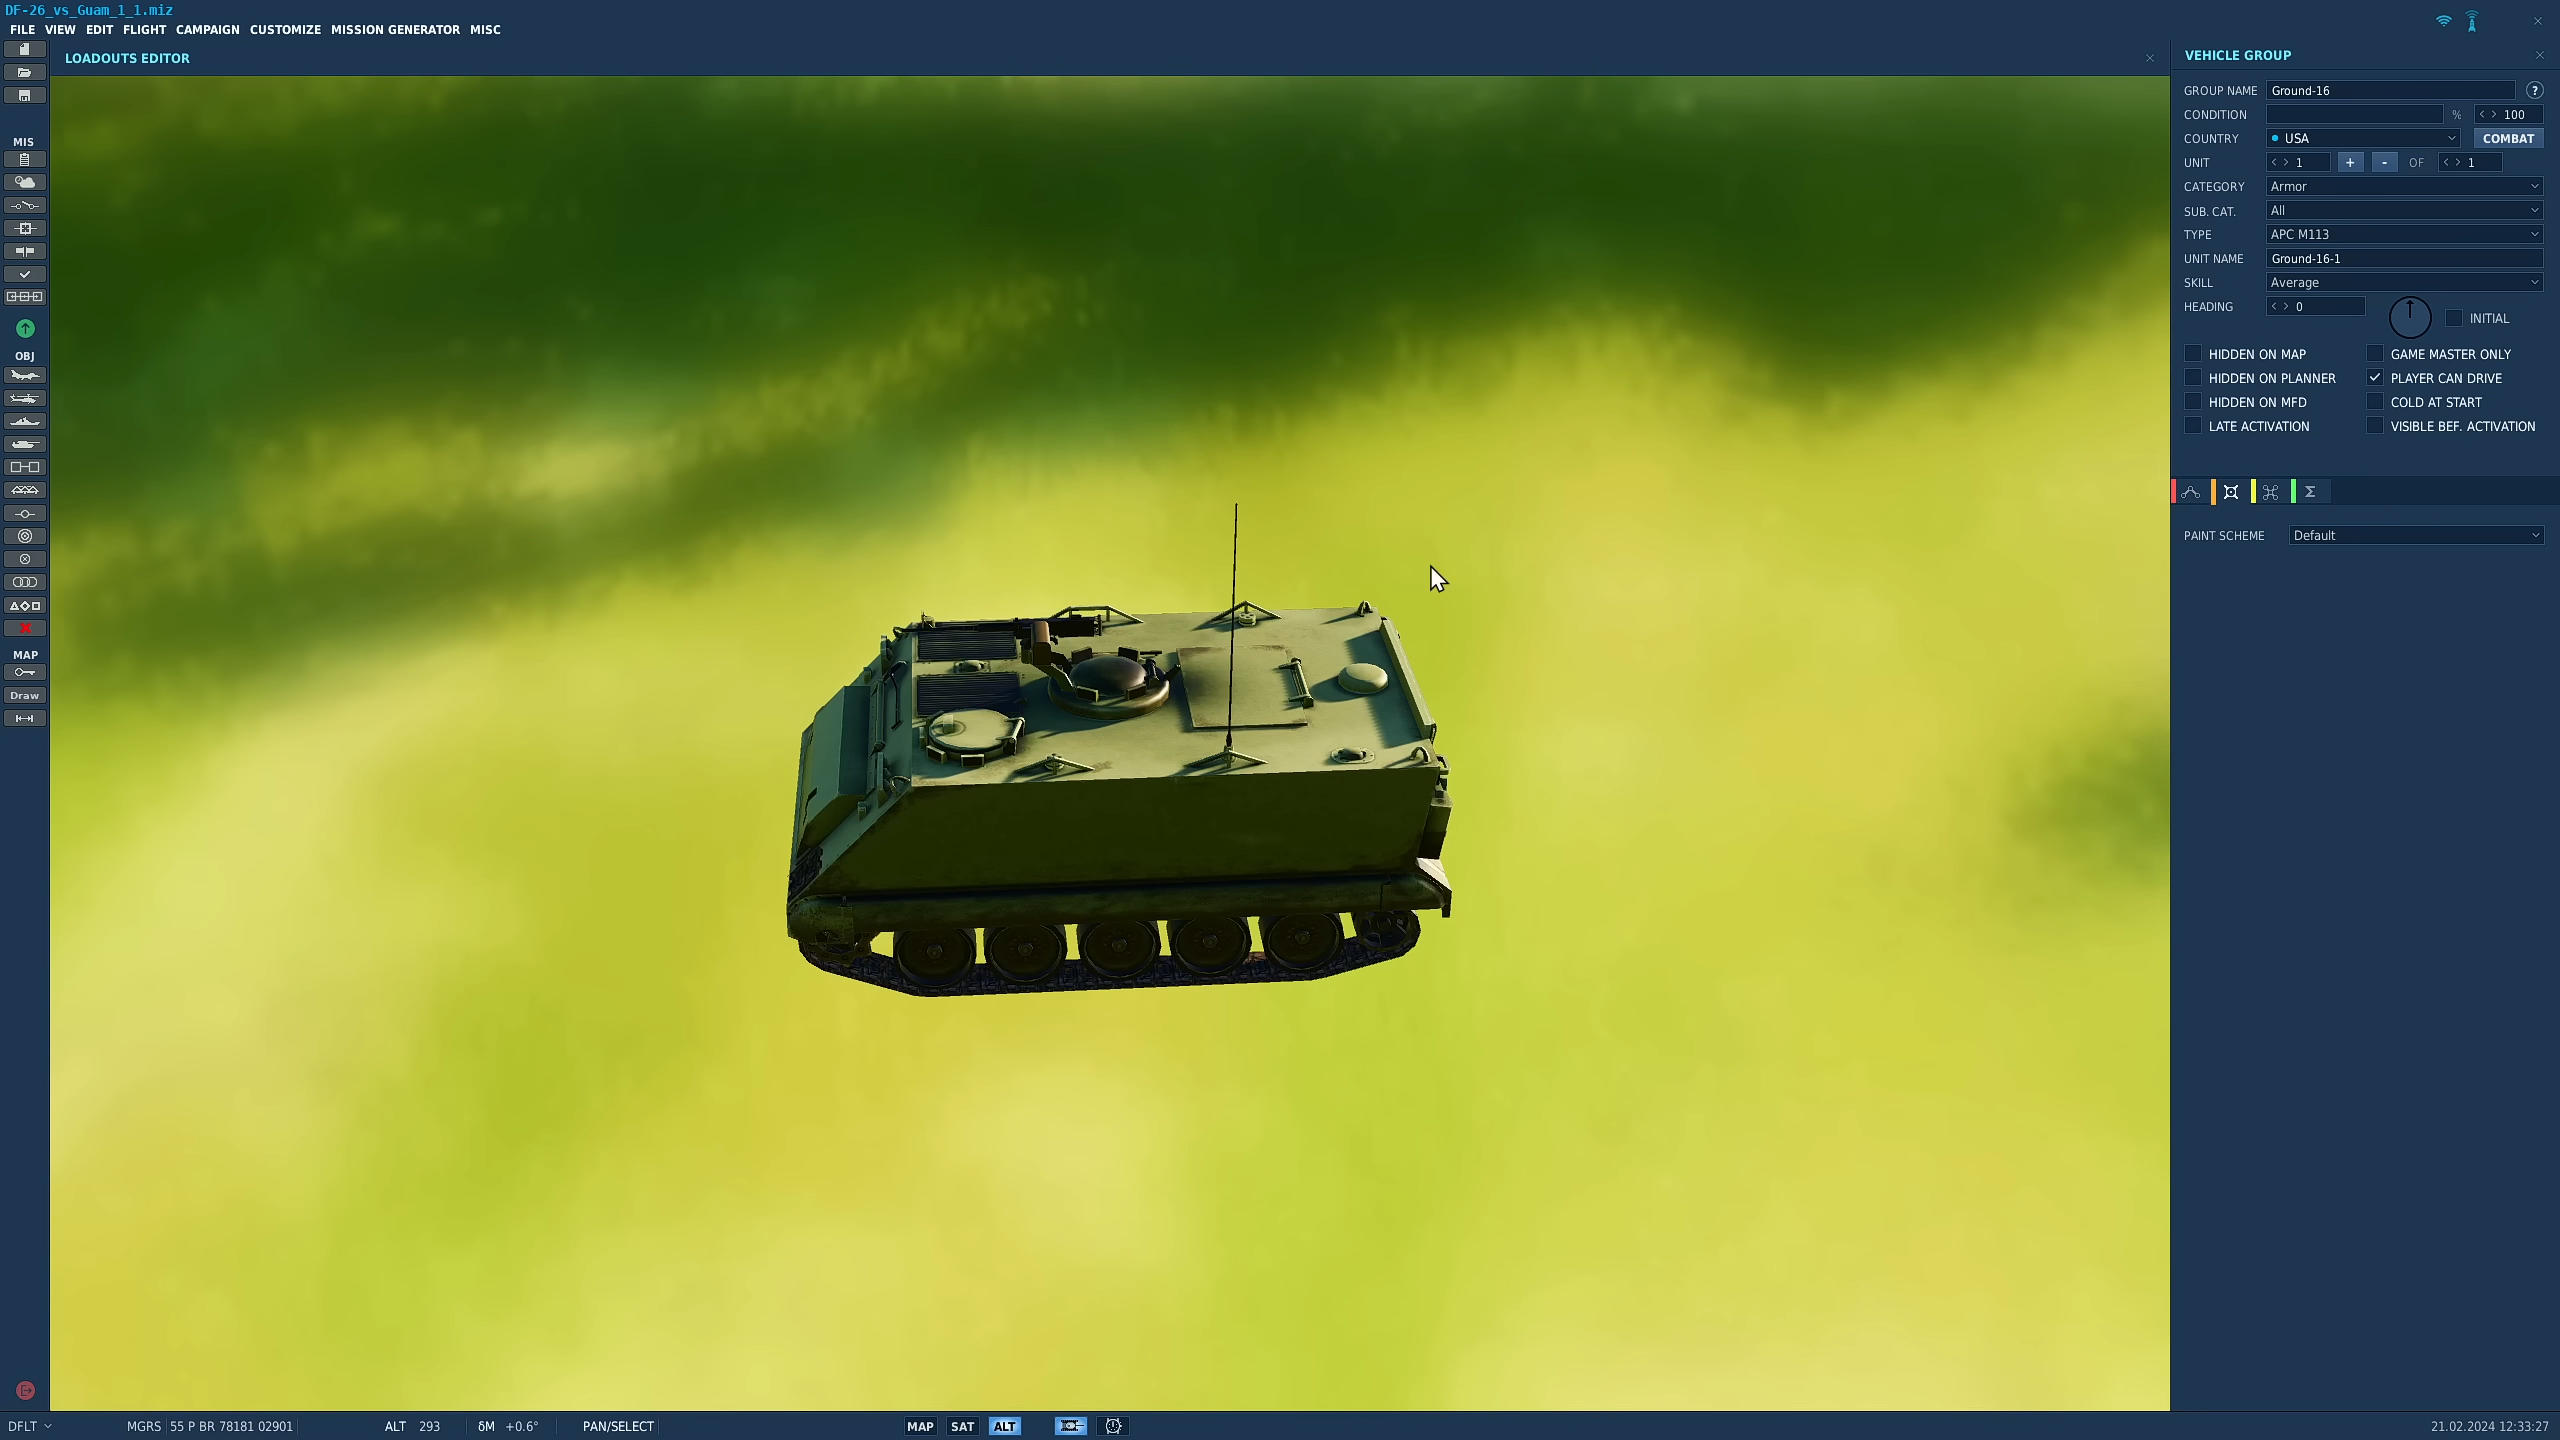 DF-26_vs_Guam_1_1.miz
FILE VIEW EDIT FLIGHT CAMPAIGN CUSTOMIZE MISSION GENERATOR MISC
LOADOUTS EDITOR
MIS
OBJ
MAP
Draw
VEHICLE GROUP
GROUP NAME Ground-16 ?
CONDITION % < > 100
COUNTRY USA COMBAT
UNIT < > 1 + - OF < > 1
CATEGORY Armor
SUB. CAT. All
TYPE APC M113
UNIT NAME Ground-16-1
SKILL Average
HEADING < > 0
INITIAL
HIDDEN ON MAP GAME MASTER ONLY
HIDDEN ON PLANNER PLAYER CAN DRIVE
HIDDEN ON MFD COLD AT START
LATE ACTIVATION VISIBLE BEF. ACTIVATION
Σ
PAINT SCHEME Default
DFLT MGRS 55 P BR 78181 02901 ALT 293 δM +0.6° PAN/SELECT MAP SAT ALT 21.02.2024 12:33:27